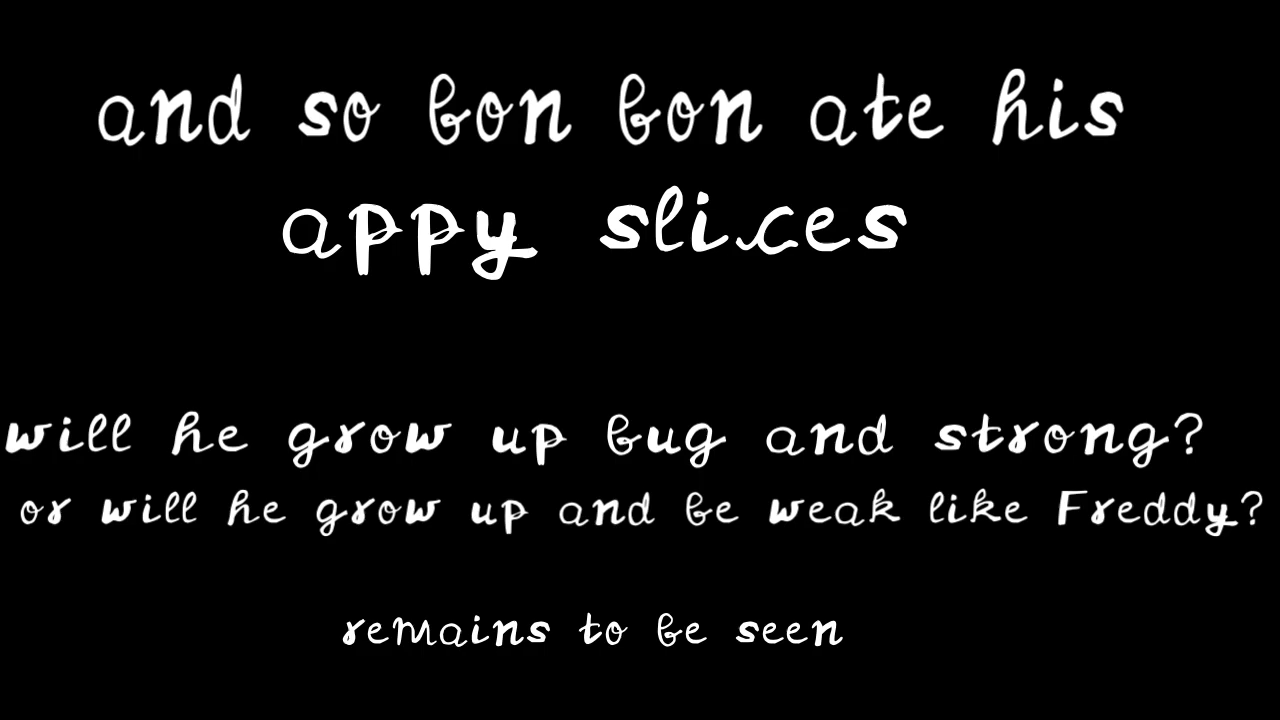 and so bon bon ate his
appy slices
will he grow up bug and strong?
or will he grow up and be weak like Freddy?
remains to be seen